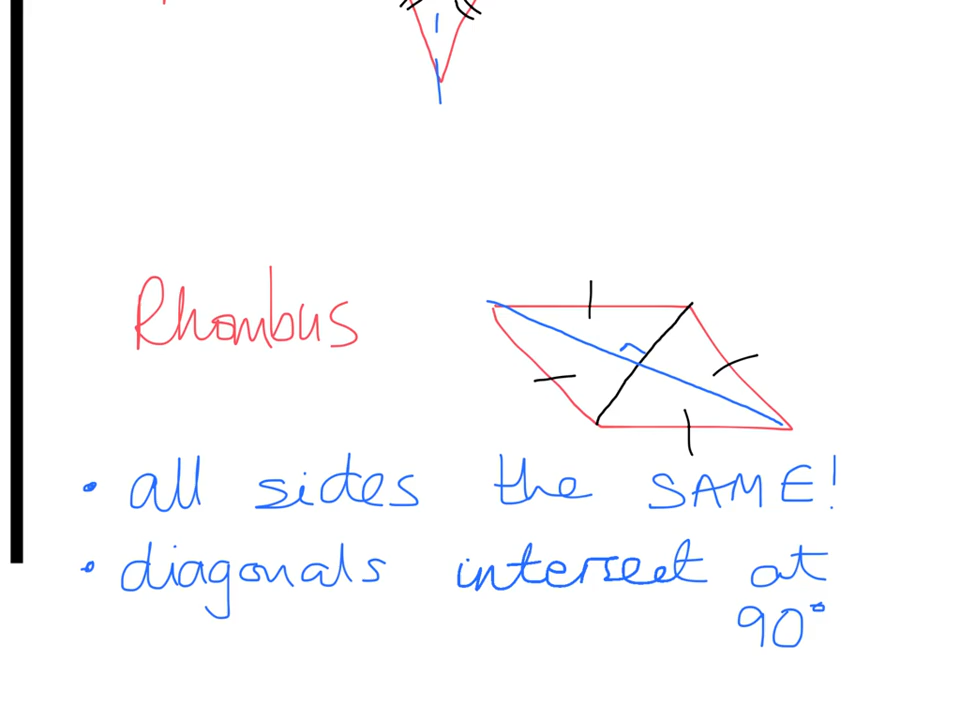 Rhombus
• all sides the SAME!
• diagonals intersect at
90°